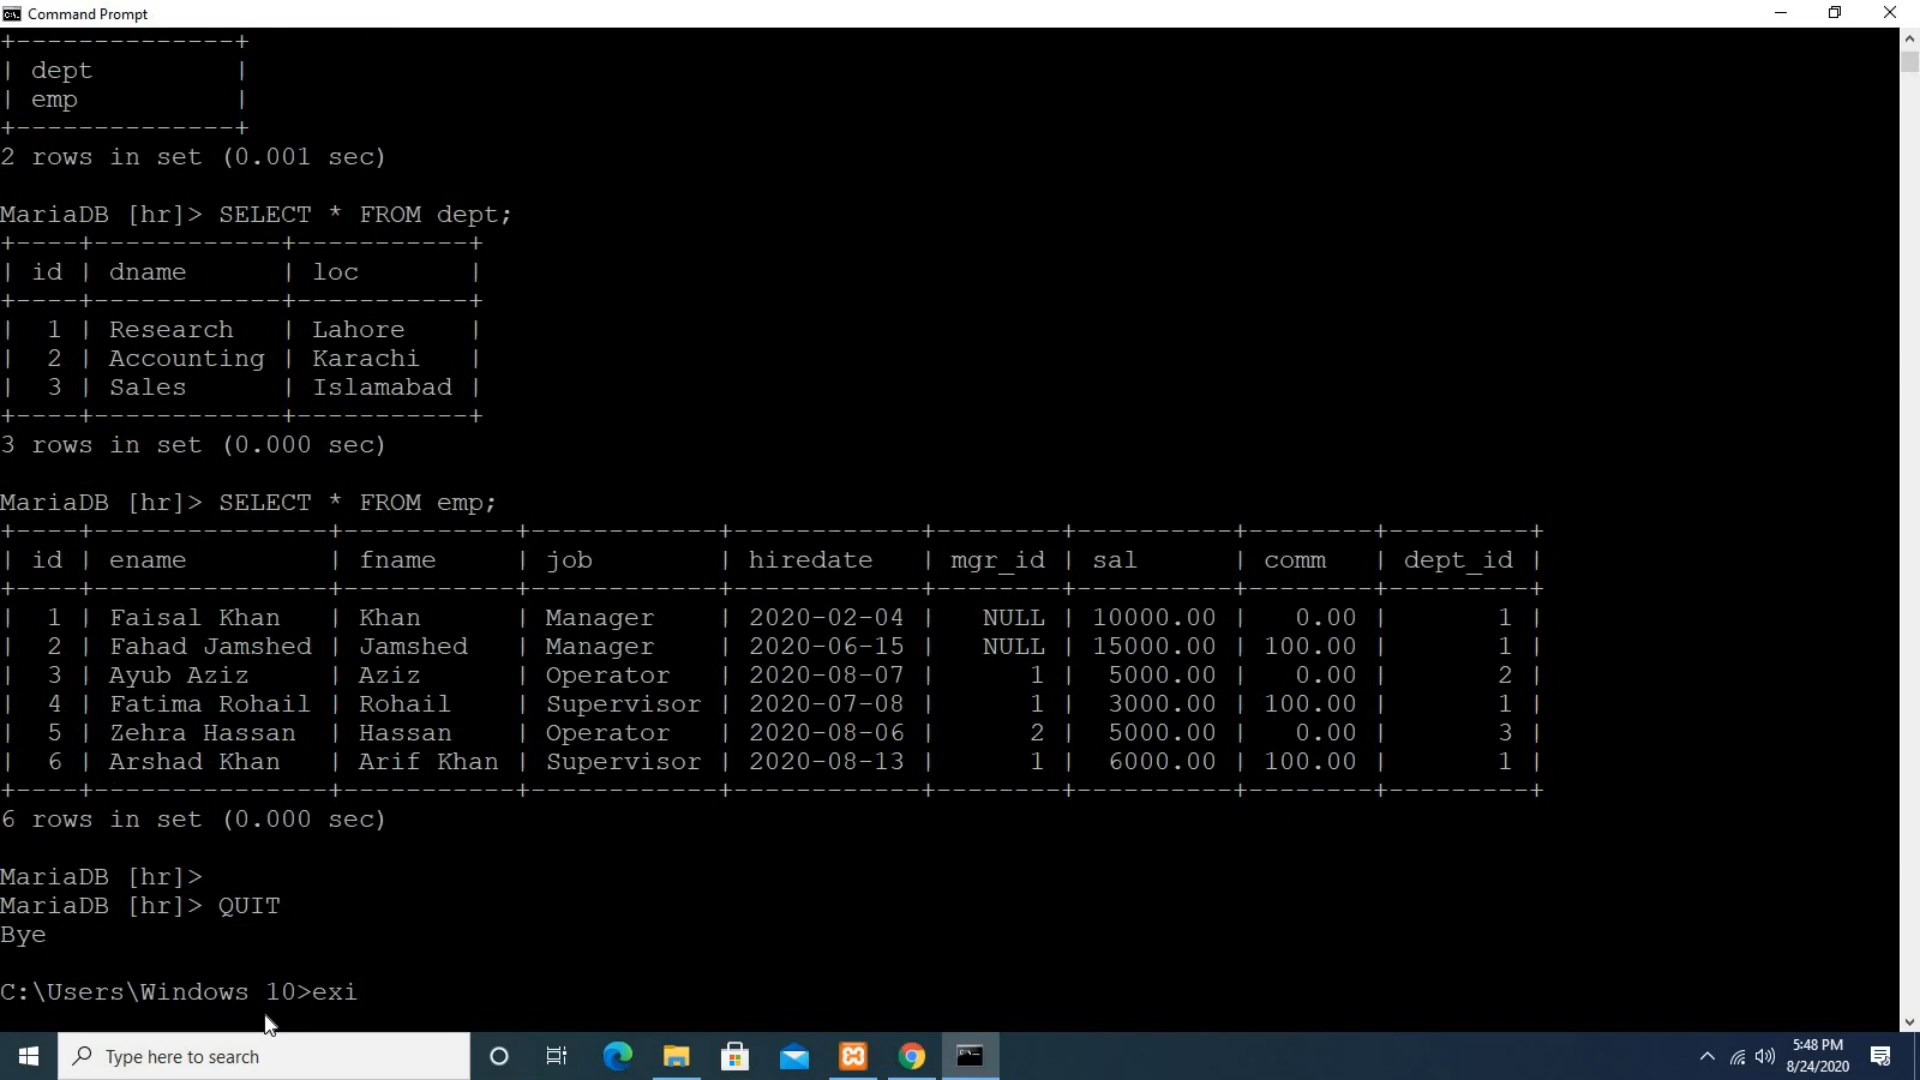 Command Prompt
+--------------+
| dept         |
| emp          |
+--------------+
2 rows in set (0.001 sec)
MariaDB [hr]> SELECT * FROM dept;
+----+------------+-----------+
| id | dname      | loc       |
+----+------------+-----------+
|  1 | Research   | Lahore    |
|  2 | Accounting | Karachi   |
|  3 | Sales      | Islamabad |
+----+------------+-----------+
3 rows in set (0.000 sec)
MariaDB [hr]> SELECT * FROM emp;
+----+---------------+-----------+------------+------------+--------+----------+--------+---------+
| id | ename         | fname     | job        | hiredate   | mgr_id | sal      | comm   | dept_id |
+----+---------------+-----------+------------+------------+--------+----------+--------+---------+
|  1 | Faisal Khan   | Khan      | Manager    | 2020-02-04 |   NULL | 10000.00 |   0.00 |       1 |
|  2 | Fahad Jamshed | Jamshed   | Manager    | 2020-06-15 |   NULL | 15000.00 | 100.00 |       1 |
|  3 | Ayub Aziz     | Aziz      | Operator   | 2020-08-07 |      1 |  5000.00 |   0.00 |       2 |
|  4 | Fatima Rohail | Rohail    | Supervisor | 2020-07-08 |      1 |  3000.00 | 100.00 |       1 |
|  5 | Zehra Hassan  | Hassan    | Operator   | 2020-08-06 |      2 |  5000.00 |   0.00 |       3 |
|  6 | Arshad Khan   | Arif Khan | Supervisor | 2020-08-13 |      1 |  6000.00 | 100.00 |       1 |
+----+---------------+-----------+------------+------------+--------+----------+--------+---------+
6 rows in set (0.000 sec)
MariaDB [hr]>
MariaDB [hr]> QUIT
Bye
C:\Users\Windows 10>exi
Type here to search
5:48 PM
8/24/2020